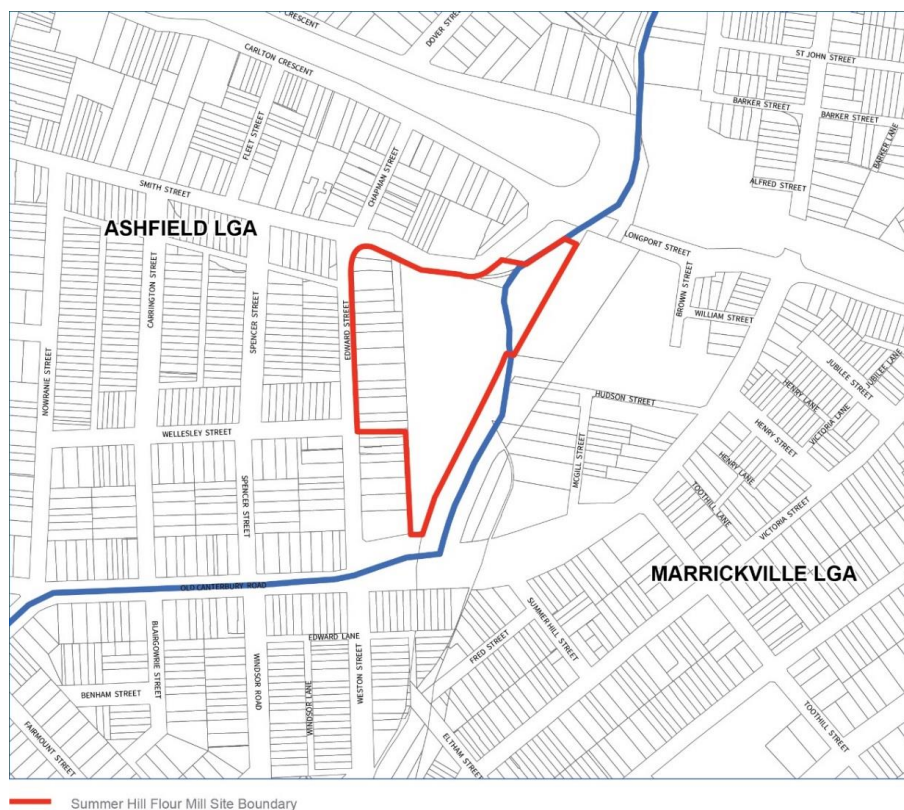 CRESCENT
DOVER STREET
CARLTON CRESCENT
ST JOHN STREET
BARKER STREET
BARKER STREET
BARKER LANE
FLEET STREET
CHAPMAN STREET
ALFRED STREET
SMITH STREET
ASHFIELD LGA
LONGPORT STREET
CARRINGTON STREET
SPENCER STREET
EDWARD STREET
BROWN STREET
WILLIAM STREET
NOWRANIE STREET
JUBILEE STREET
JUBILEE LANE
HENRY LANE
HUDSON STREET
VICTORIA LANE
HENRY STREET
WELLESLEY STREET
MCGILL STREET
HENRY LANE
SPENCER STREET
TOOTHILL LANE
VICTORIA STREET
MARRICKVILLE LGA
OLD CANTERBURY ROAD
SUMMER HILL STREET
BLAIRGOWRIE STREET
EDWARD LANE
FRED STREET
WINDSOR ROAD
WINDSOR LANE
WESTON STREET
BENHAM STREET
TOOTHILL STREET
FAIRMOUNT STREET
ELTHAM STREET
Summer Hill Flour Mill Site Boundary